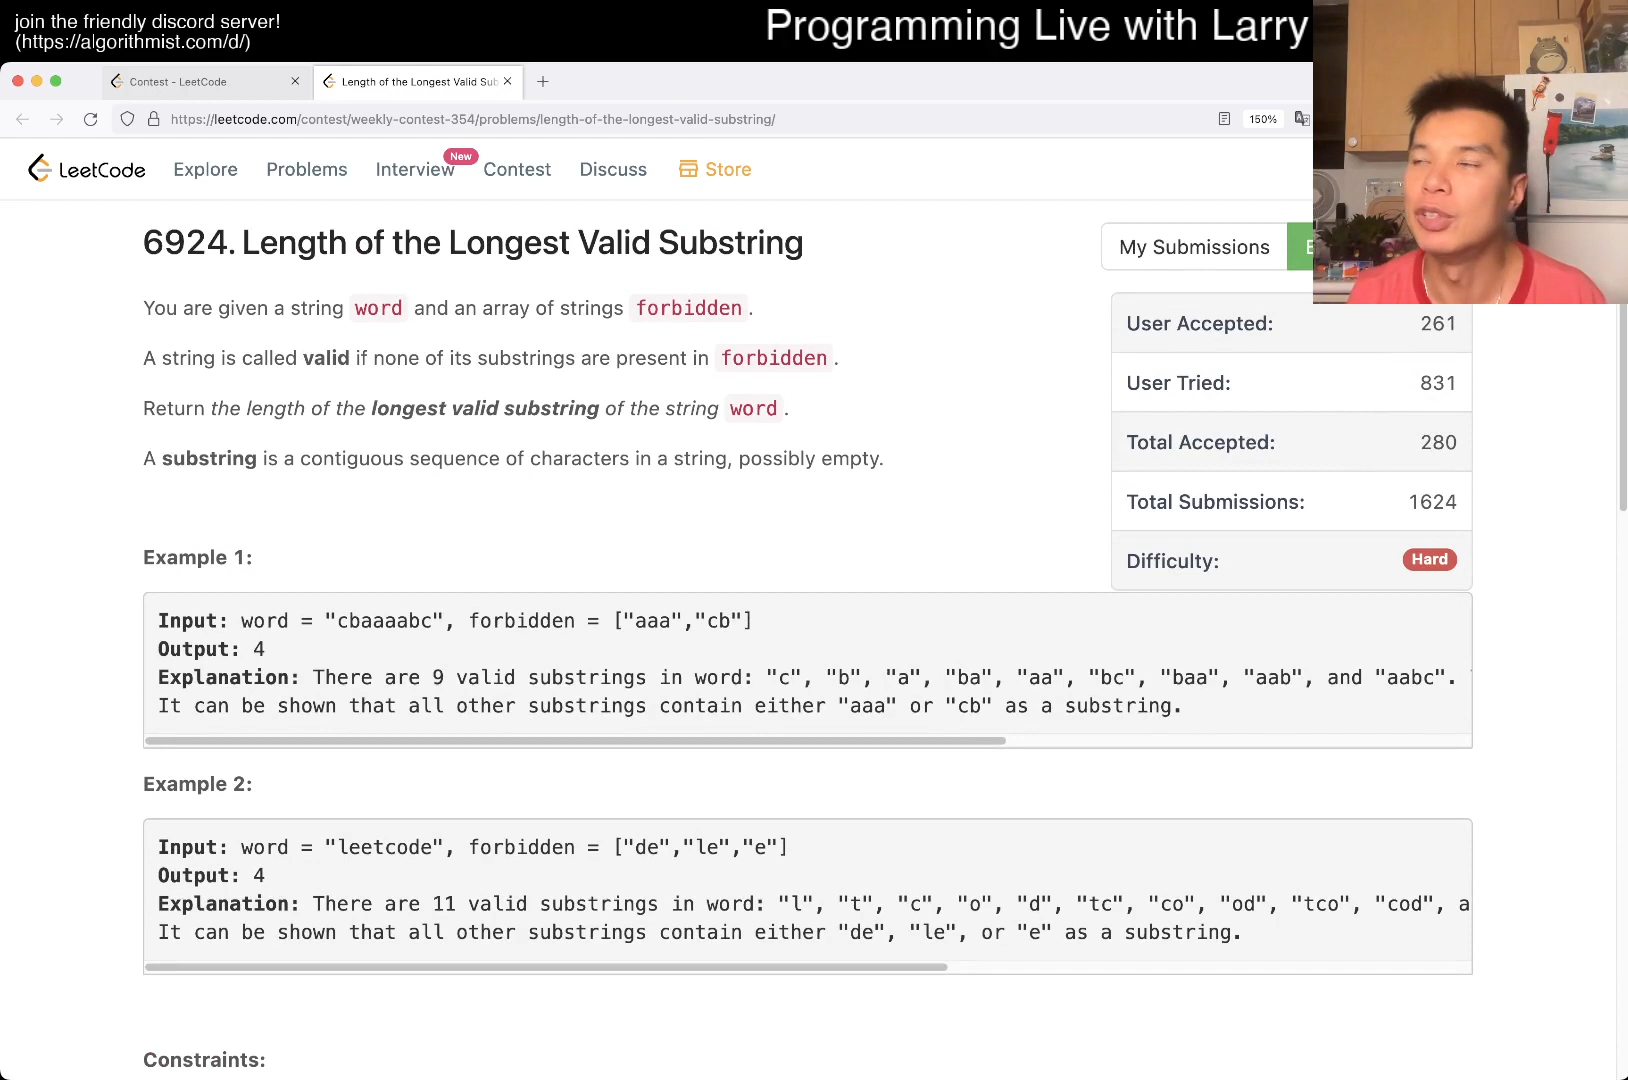 join the friendly discord server!
(https://algorithmist.com/d/)
Programming Live with Larry
Contest - LeetCode
Length of the Longest Valid Sub
https://leetcode.com/contest/weekly-contest-354/problems/length-of-the-longest-valid-substring/
150%
LeetCode
Explore
Problems
Interview
New
Contest
Discuss
Store
6924. Length of the Longest Valid Substring
My Submissions
You are given a string word and an array of strings forbidden.
A string is called valid if none of its substrings are present in forbidden.
Return the length of the longest valid substring of the string word.
A substring is a contiguous sequence of characters in a string, possibly empty.
User Accepted: 261
User Tried: 831
Total Accepted: 280
Total Submissions: 1624
Difficulty: Hard
Example 1:
Input: word = "cbaaaabc", forbidden = ["aaa","cb"]
Output: 4
Explanation: There are 9 valid substrings in word: "c", "b", "a", "ba", "aa", "bc", "baa", "aab", and "aabc".
It can be shown that all other substrings contain either "aaa" or "cb" as a substring.
Example 2:
Input: word = "leetcode", forbidden = ["de","le","e"]
Output: 4
Explanation: There are 11 valid substrings in word: "l", "t", "c", "o", "d", "tc", "co", "od", "tco", "cod", a
It can be shown that all other substrings contain either "de", "le", or "e" as a substring.
Constraints: